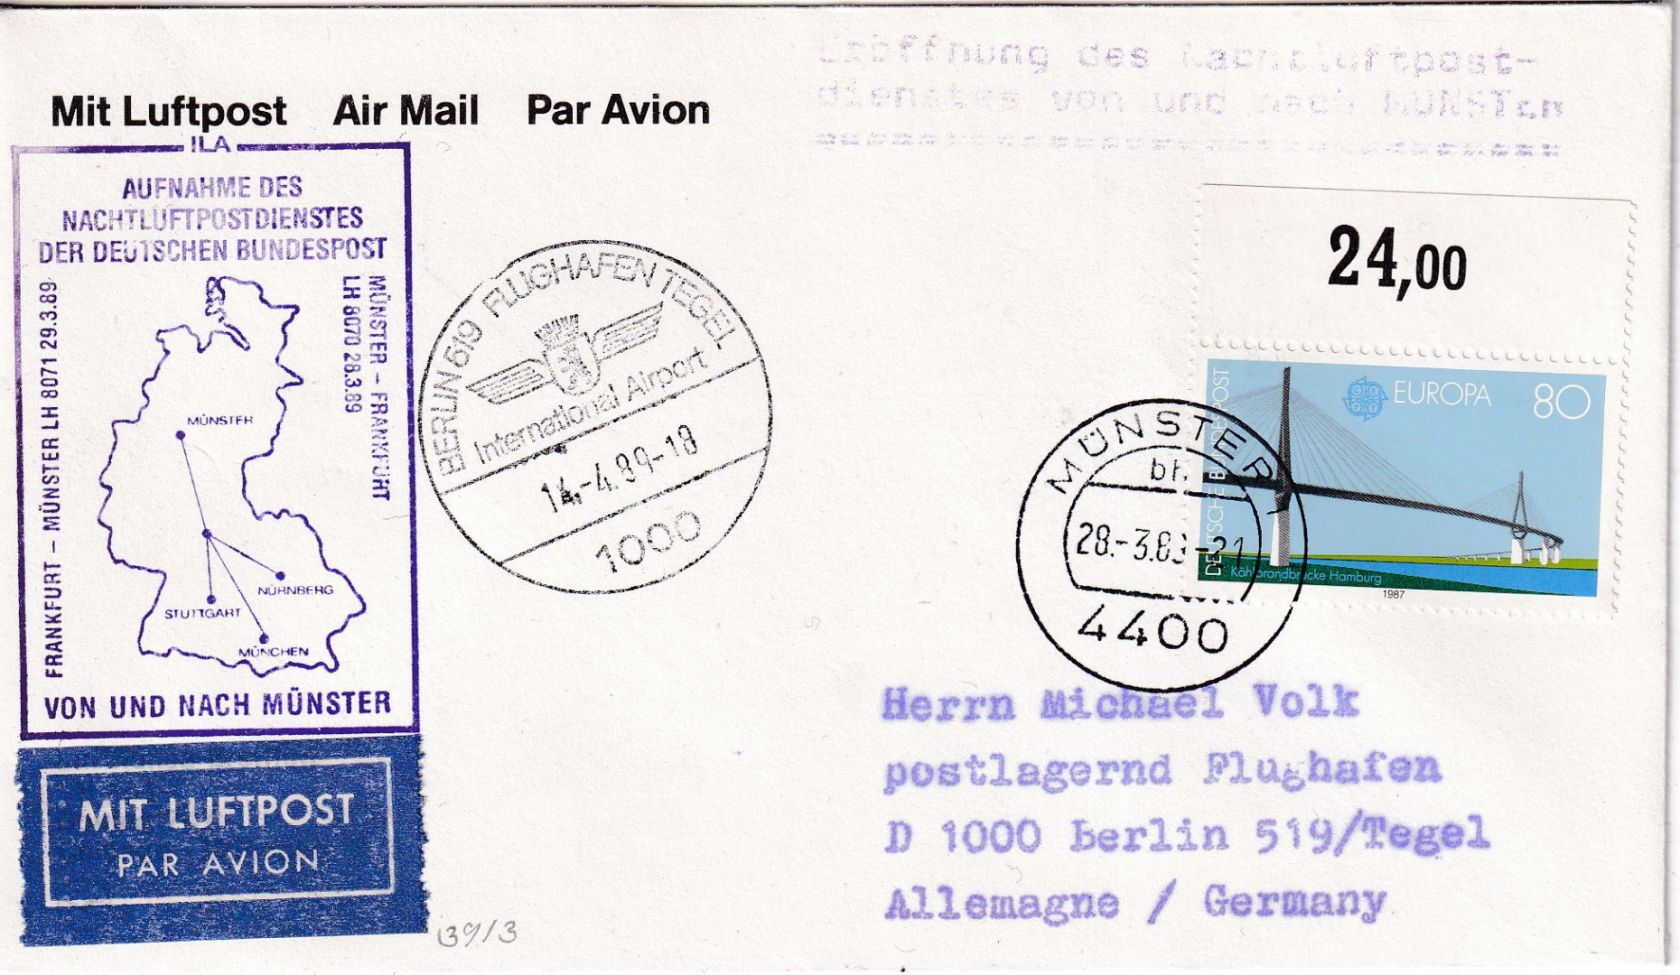 Eröffnung des Nachtluftpost-
dienstes von und nach MÜNSTER
Mit Luftpost Air Mail Par Avion
ILA
AUFNAHME DES
NACHTLUFTPOSTDIENSTES
DER DEUTSCHEN BUNDESPOST
FRANKFURT – MÜNSTER LH 8071 29.3.89
MÜNSTER – FRANKFURT
LH 8070 28.3.89
MÜNSTER
NÜRNBERG
STUTTGART
MÜNCHEN
VON UND NACH MÜNSTER
MIT LUFTPOST
PAR AVION
39/3
BERLIN 519 FLUGHAFEN TEGEL
International Airport
14.-4.89-18
1000
24,00
DEUTSCHE BUNDESPOST
EUROPA 80
Köhlbrandbrücke Hamburg
1987
MÜNSTER
28.-3.89-21
4400
Herrn Michael Volk
postlagernd Flughafen
D 1000 Berlin 519/Tegel
Allemagne / Germany